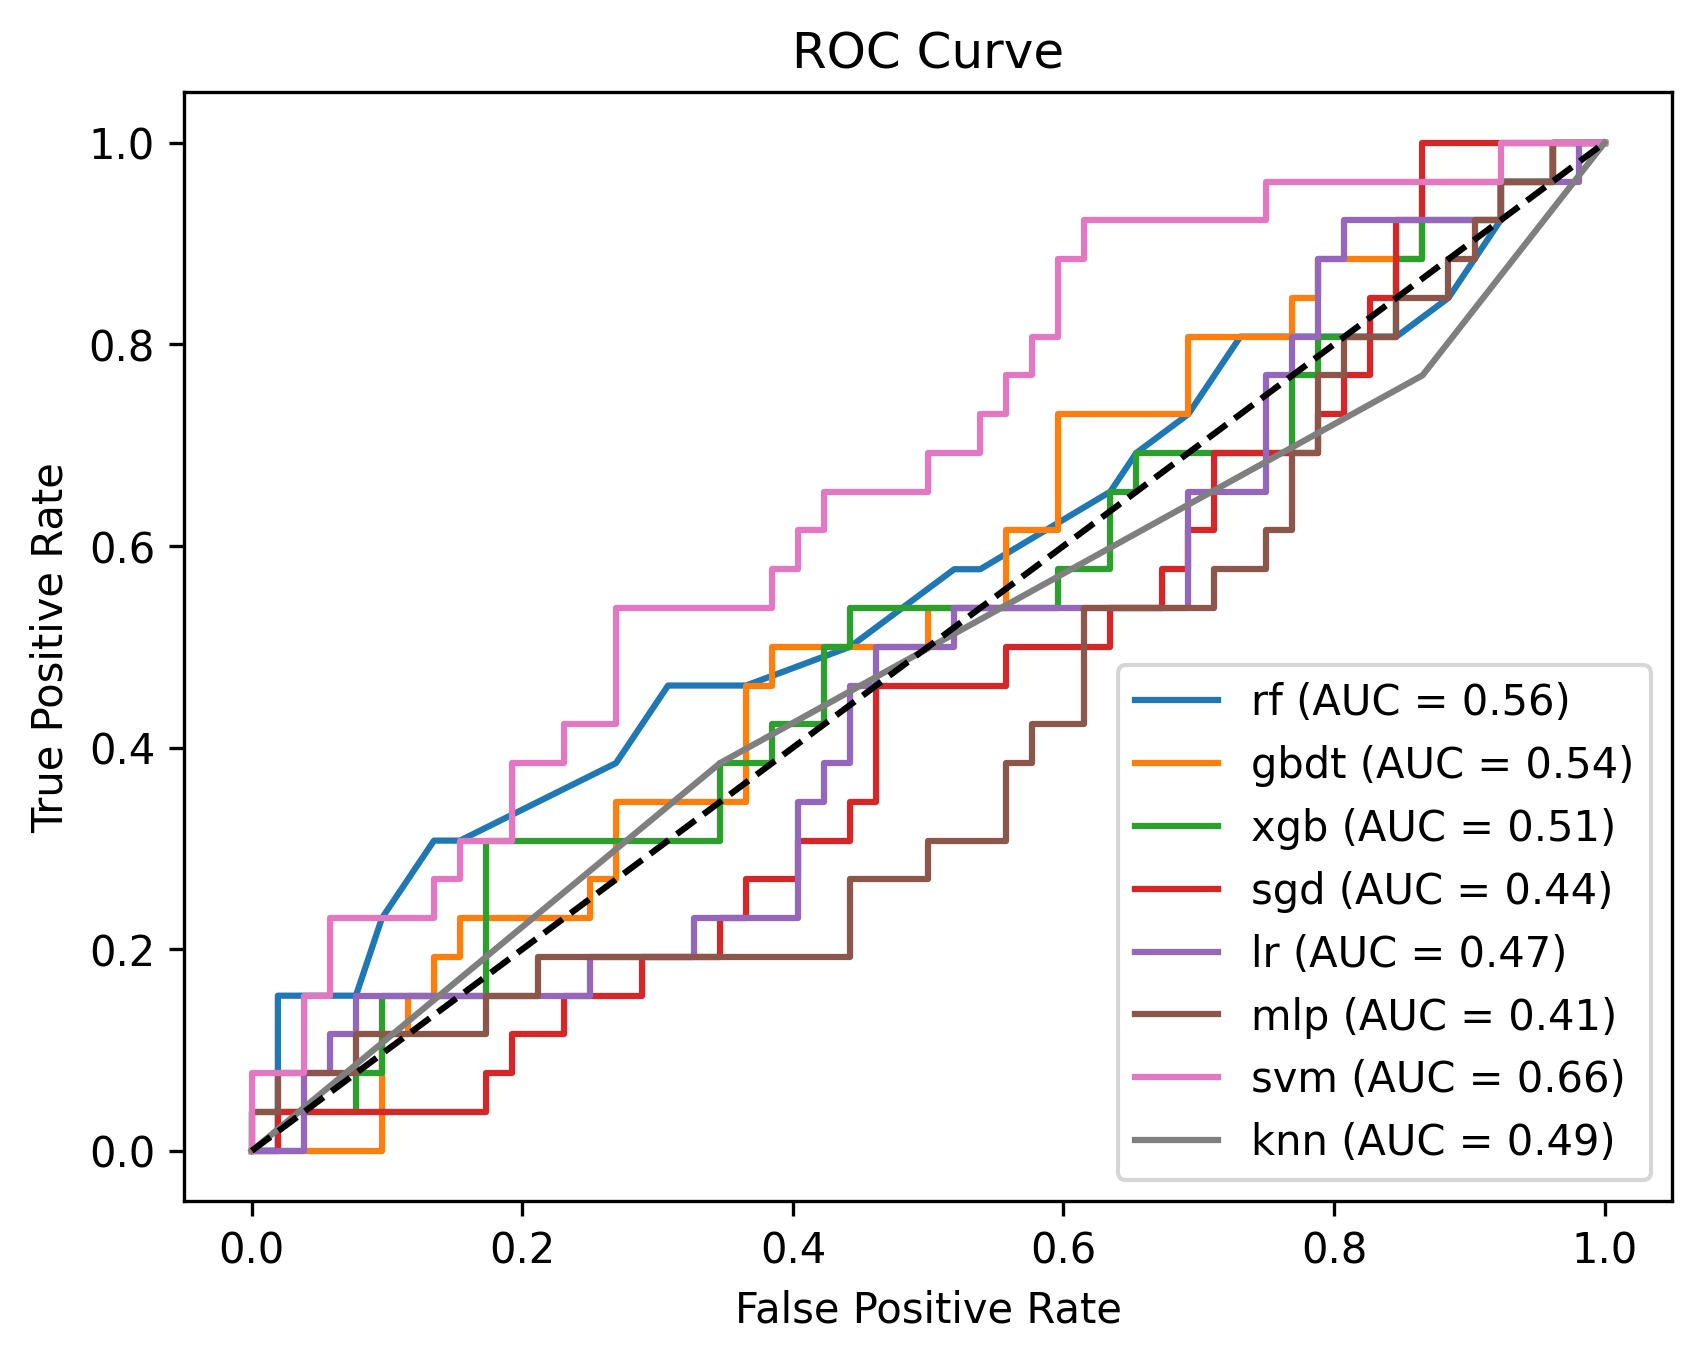 ROC Curve
1.0
0.8
0.6
0.4
0.2
0.0
True Positive Rate
rf (AUC = 0.56)
gbdt (AUC = 0.54)
xgb (AUC = 0.51)
sgd (AUC = 0.44)
lr (AUC = 0.47)
mlp (AUC = 0.41)
svm (AUC = 0.66)
knn (AUC = 0.49)
0.0 0.2 0.4 0.6 0.8 1.0
False Positive Rate